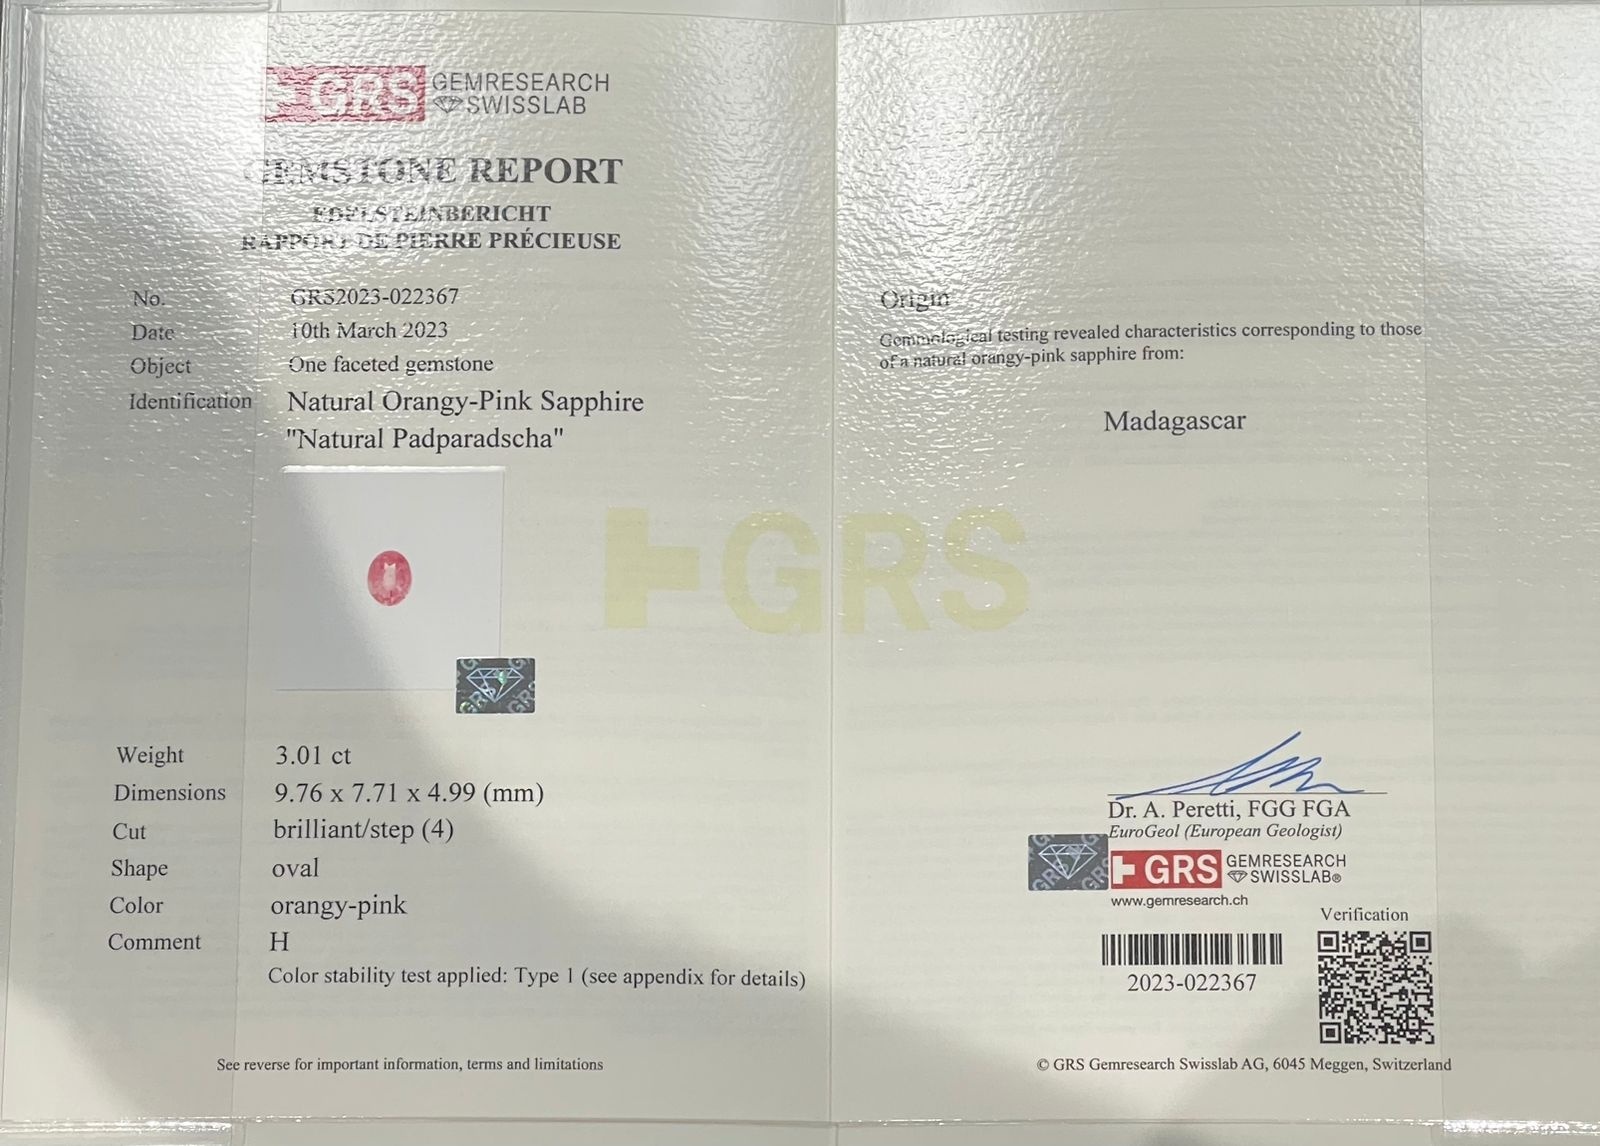 GRS GEMRESEARCH
SWISSLAB
GEMSTONE REPORT
EDELSTEINBERICHT
RAPPORT DE PIERRE PRÉCIEUSE
No. GRS2023-022367
Date 10th March 2023
Object One faceted gemstone
Identification Natural Orangy-Pink Sapphire
"Natural Padparadscha"
GRS
Weight 3.01 ct
Dimensions 9.76 x 7.71 x 4.99 (mm)
Cut brilliant/step (4)
Shape oval
Color orangy-pink
Comment H
Color stability test applied: Type 1 (see appendix for details)
See reverse for important information, terms and limitations
GRS
Origin
Gemmological testing revealed characteristics corresponding to those
of a natural orangy-pink sapphire from:
Madagascar
Dr. A. Peretti, FGG FGA
EuroGeol (European Geologist)
GRS GRS
GRS GEMRESEARCH
SWISSLAB®
www.gemresearch.ch
Verification
2023-022367
© GRS Gemresearch Swisslab AG, 6045 Meggen, Switzerland